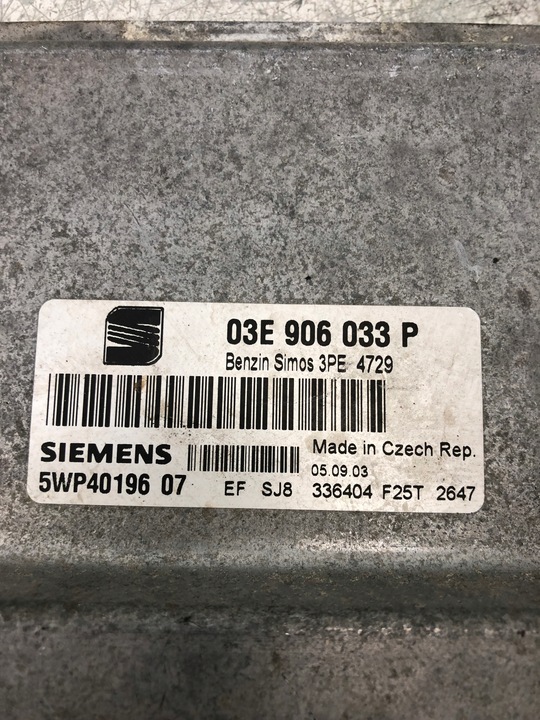 03E 906 033 P
Benzin Simos 3PE 4729
SIEMENS
Made in Czech Rep.
05.09.03
5WP40196 07 EF SJ8 336404 F25T 2647